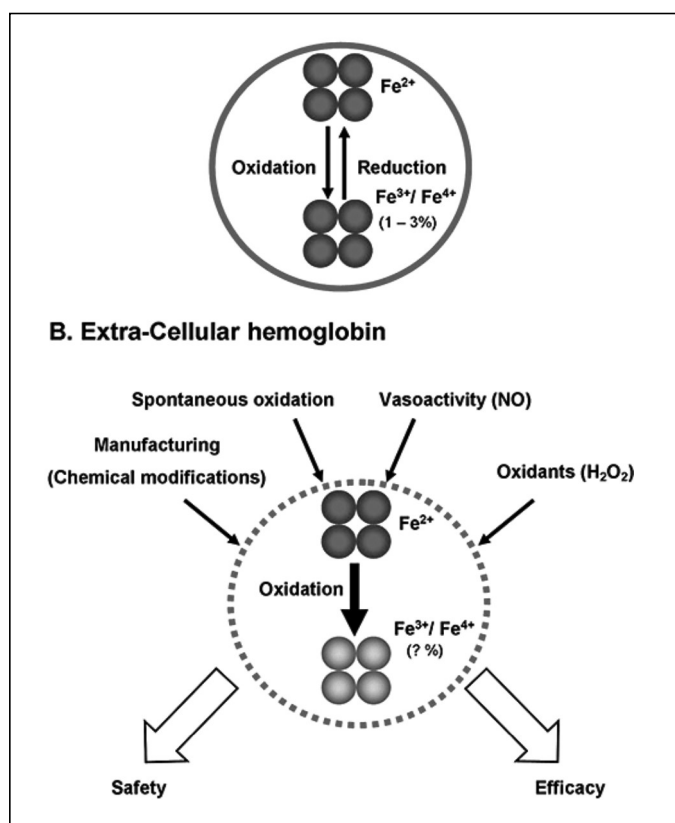 Fe²⁺
Oxidation
Reduction
Fe³⁺/ Fe⁴⁺
(1 – 3%)
B. Extra-Cellular hemoglobin
Spontaneous oxidation
Vasoactivity (NO)
Manufacturing
(Chemical modifications)
Oxidants (H₂O₂)
Fe²⁺
Oxidation
Fe³⁺/ Fe⁴⁺
(? %)
Safety
Efficacy